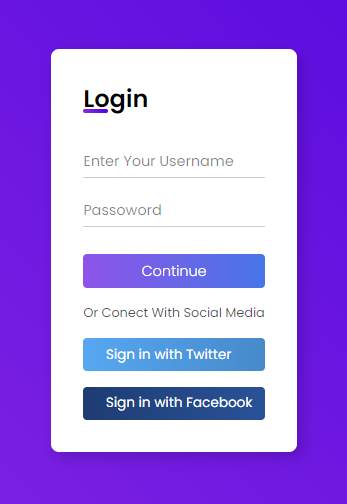 Login
Enter Your Username
Passoword
Continue
Or Conect With Social Media
Sign in with Twitter
Sign in with Facebook